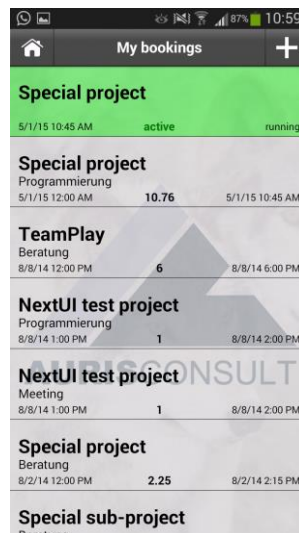 87% 10:59
My bookings
Special project
5/1/15 10:45 AM active running
Special project
Programmierung
5/1/15 12:00 AM 10.76 5/1/15 10:45 AM
TeamPlay
Beratung
8/8/14 12:00 PM 6 8/8/14 6:00 PM
NextUI test project
Programmierung
8/8/14 1:00 PM 1 8/8/14 2:00 PM
AURISCONSULT
NextUI test project
Meeting
8/8/14 1:00 PM 1 8/8/14 2:00 PM
Special project
Beratung
8/2/14 12:00 PM 2.25 8/2/14 2:15 PM
Special sub-project